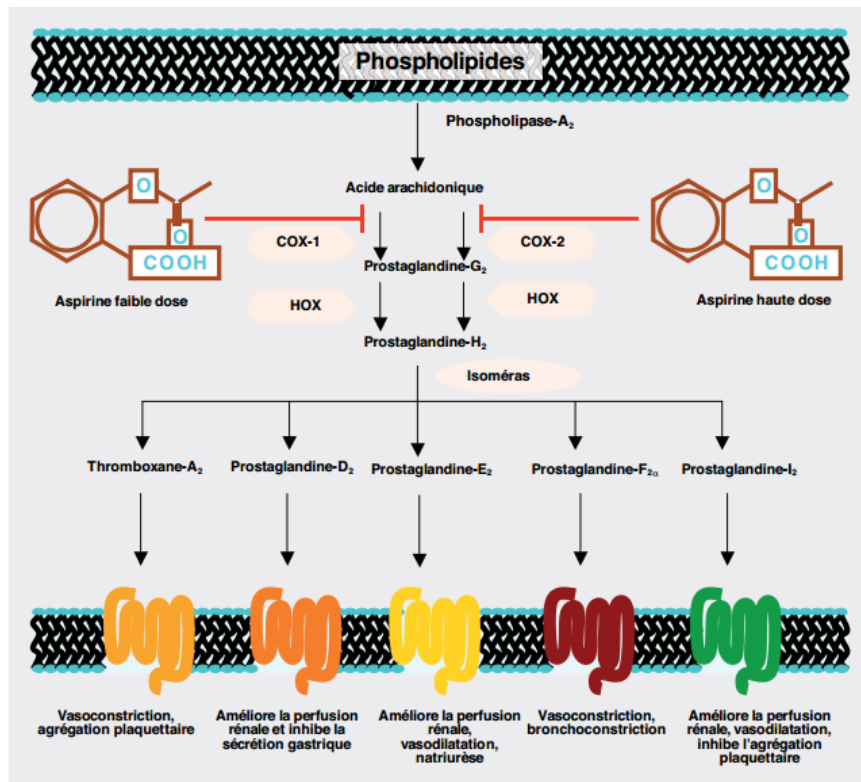 Phospholipides
Phospholipase-A₂
Acide arachidonique
O
O
COOH
O
O
COOH
COX-1
COX-2
Prostaglandine-G₂
Aspirine faible dose
Aspirine haute dose
HOX
HOX
Prostaglandine-H₂
Isoméras
Thromboxane-A₂
Prostaglandine-D₂
Prostaglandine-E₂
Prostaglandine-F₂α
Prostaglandine-I₂
Vasoconstriction,
agrégation plaquettaire
Améliore la perfusion
rénale et inhibe la
sécrétion gastrique
Améliore la perfusion
rénale,
vasodilatation,
natriurèse
Vasoconstriction,
bronchoconstriction
Améliore la perfusion
rénale, vasodilatation,
inhibe l'agrégation
plaquettaire